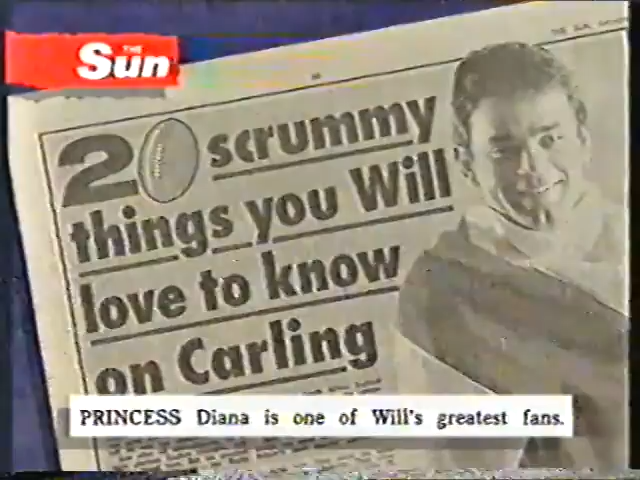 THE
Sun
20 scrummy
things you Will
love to know
on Carling
PRINCESS Diana is one of Will's greatest fans.